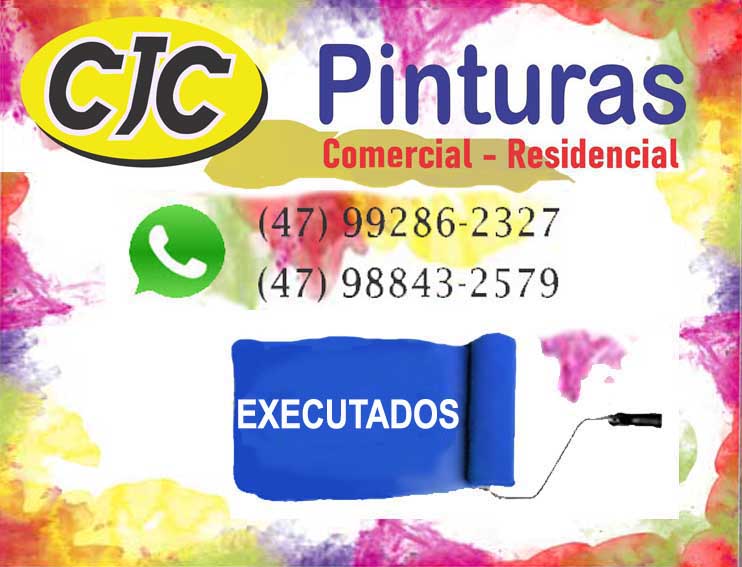 CJC
Pinturas
Comercial - Residencial
(47) 99286-2327
(47) 98843-2579
EXECUTADOS